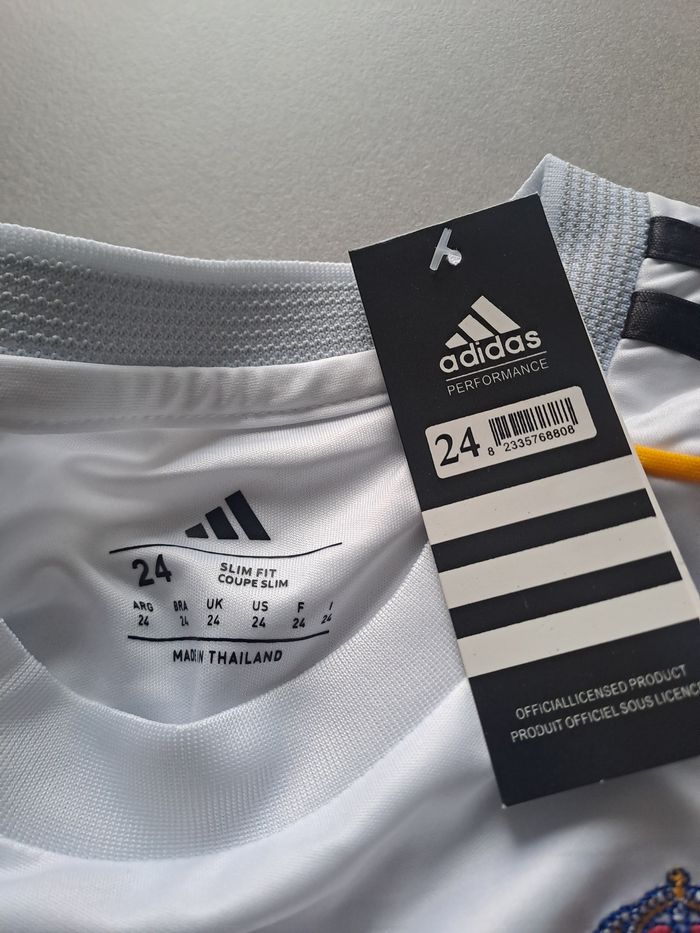 adidas
PERFORMANCE
24
8 2335768808
OFFICIALLICENSED PRODUCT
PRODUIT OFFICIEL SOUS LICENC
24
SLIM FIT
COUPE SLIM
ARG BRA UK US F I
24 24 24 24 24 24
MADE IN THAILAND